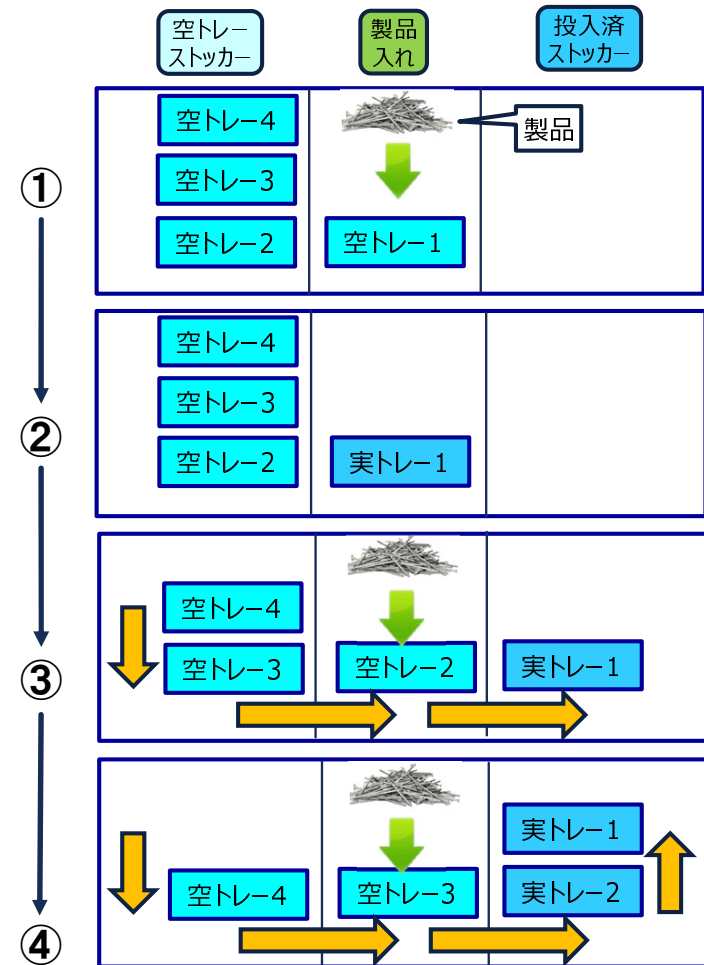 空トレー
ストッカー
製品
入れ
投入済
ストッカー
①
空トレー4
空トレー3
空トレー2
製品
空トレー1
②
空トレー4
空トレー3
空トレー2
実トレー1
③
空トレー4
空トレー3
空トレー2
実トレー1
④
空トレー4
空トレー3
実トレー1
実トレー2